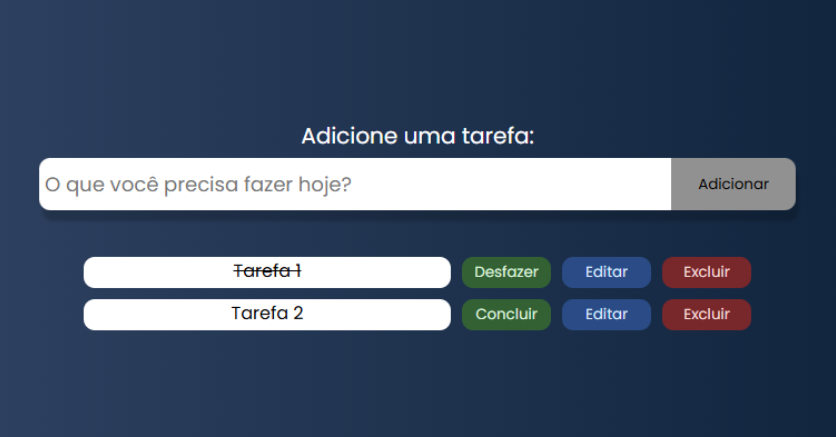 Adicione uma tarefa:
O que você precisa fazer hoje? Adicionar
Tarefa 1 Desfazer Editar Excluir
Tarefa 2 Concluir Editar Excluir